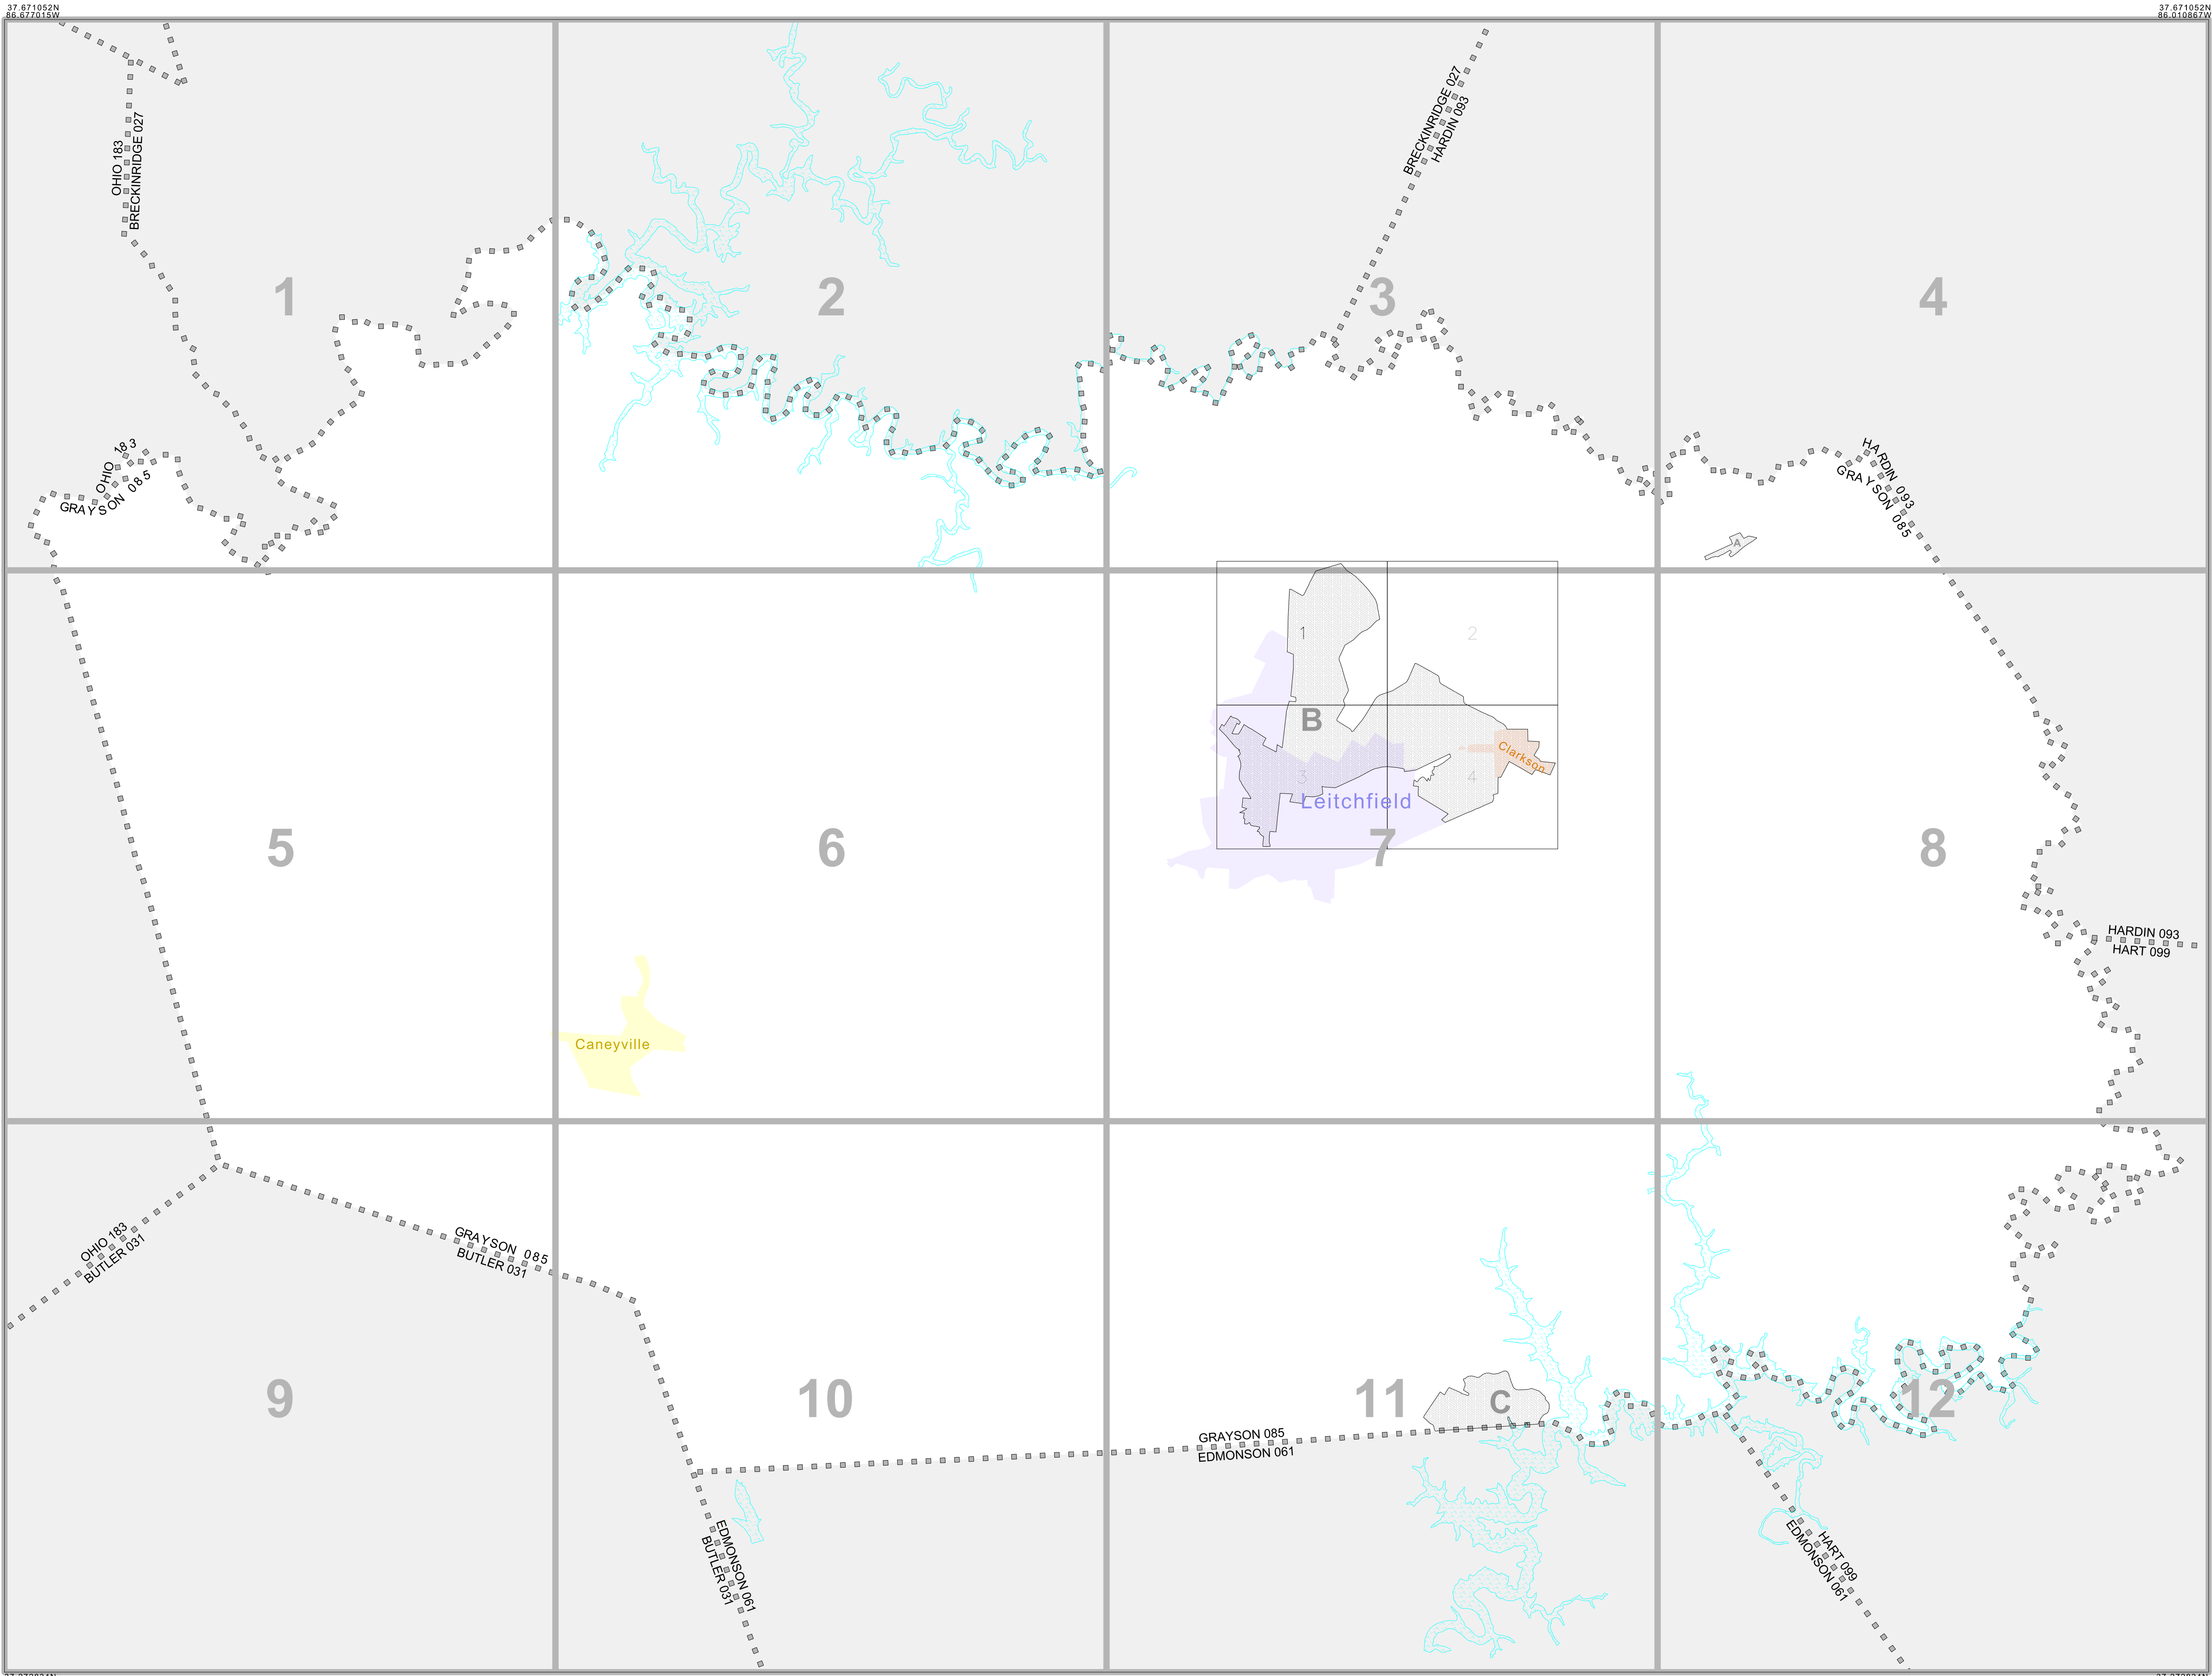 37.671052N
86.677015W
37.671052N
86.010867W
BRECKINRIDGE 027
HARDIN 093
OHIO 183
BRECKINRIDGE 027
1
2
3
4
OHIO 183
GRAYSON 085
HARDIN 093
GRAYSON 085
A
1
2
B
Clarkson
3
4
Leitchfield
5
6
7
8
HARDIN 093
HART 099
Caneyville
OHIO 183
BUTLER 031
GRAYSON 085
BUTLER 031
9
10
11
C
12
GRAYSON 085
EDMONSON 061
EDMONSON 061
BUTLER 031
HART 099
EDMONSON 061